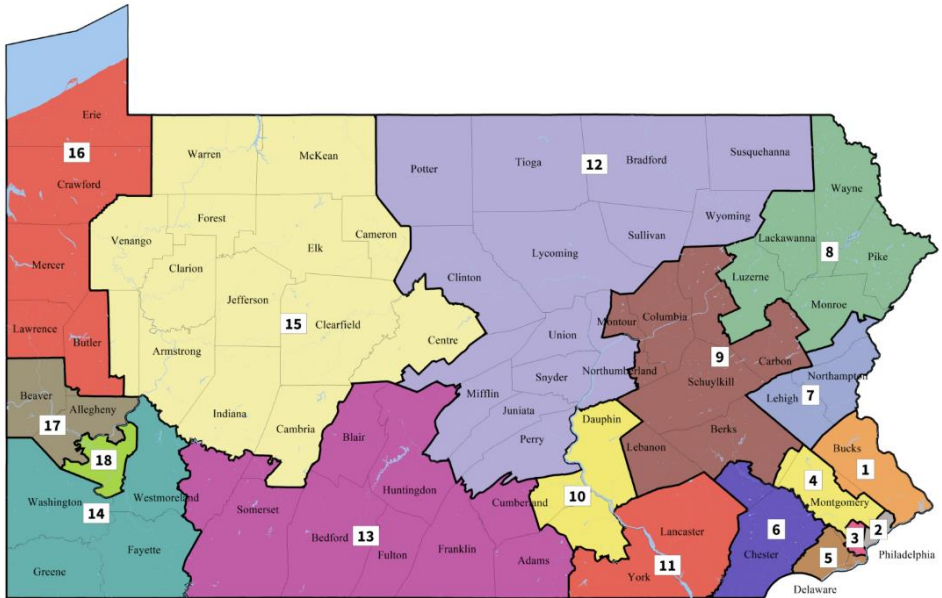 Erie
16
Crawford
Mercer
Lawrence
Butler
Warren
McKean
Forest
Venango
Elk
Cameron
Clarion
Jefferson
15
Clearfield
Centre
Armstrong
Indiana
Cambria
Potter
Tioga
12
Bradford
Susquehanna
Wyoming
Sullivan
Lycoming
Clinton
Union
Snyder
Northumberland
Mifflin
Juniata
Perry
Wayne
Lackawanna
8
Pike
Luzerne
Monroe
Montour
Columbia
9
Carbon
Schuylkill
Berks
Lebanon
Northampton
7
Lehigh
Beaver
Allegheny
17
18
Washington
14
Westmoreland
Fayette
Greene
Blair
Huntingdon
Somerset
Bedford
13
Fulton
Franklin
Adams
Cumberland
Dauphin
10
Lancaster
11
York
6
Chester
Bucks
1
4
Montgomery
2
3
5
Philadelphia
Delaware